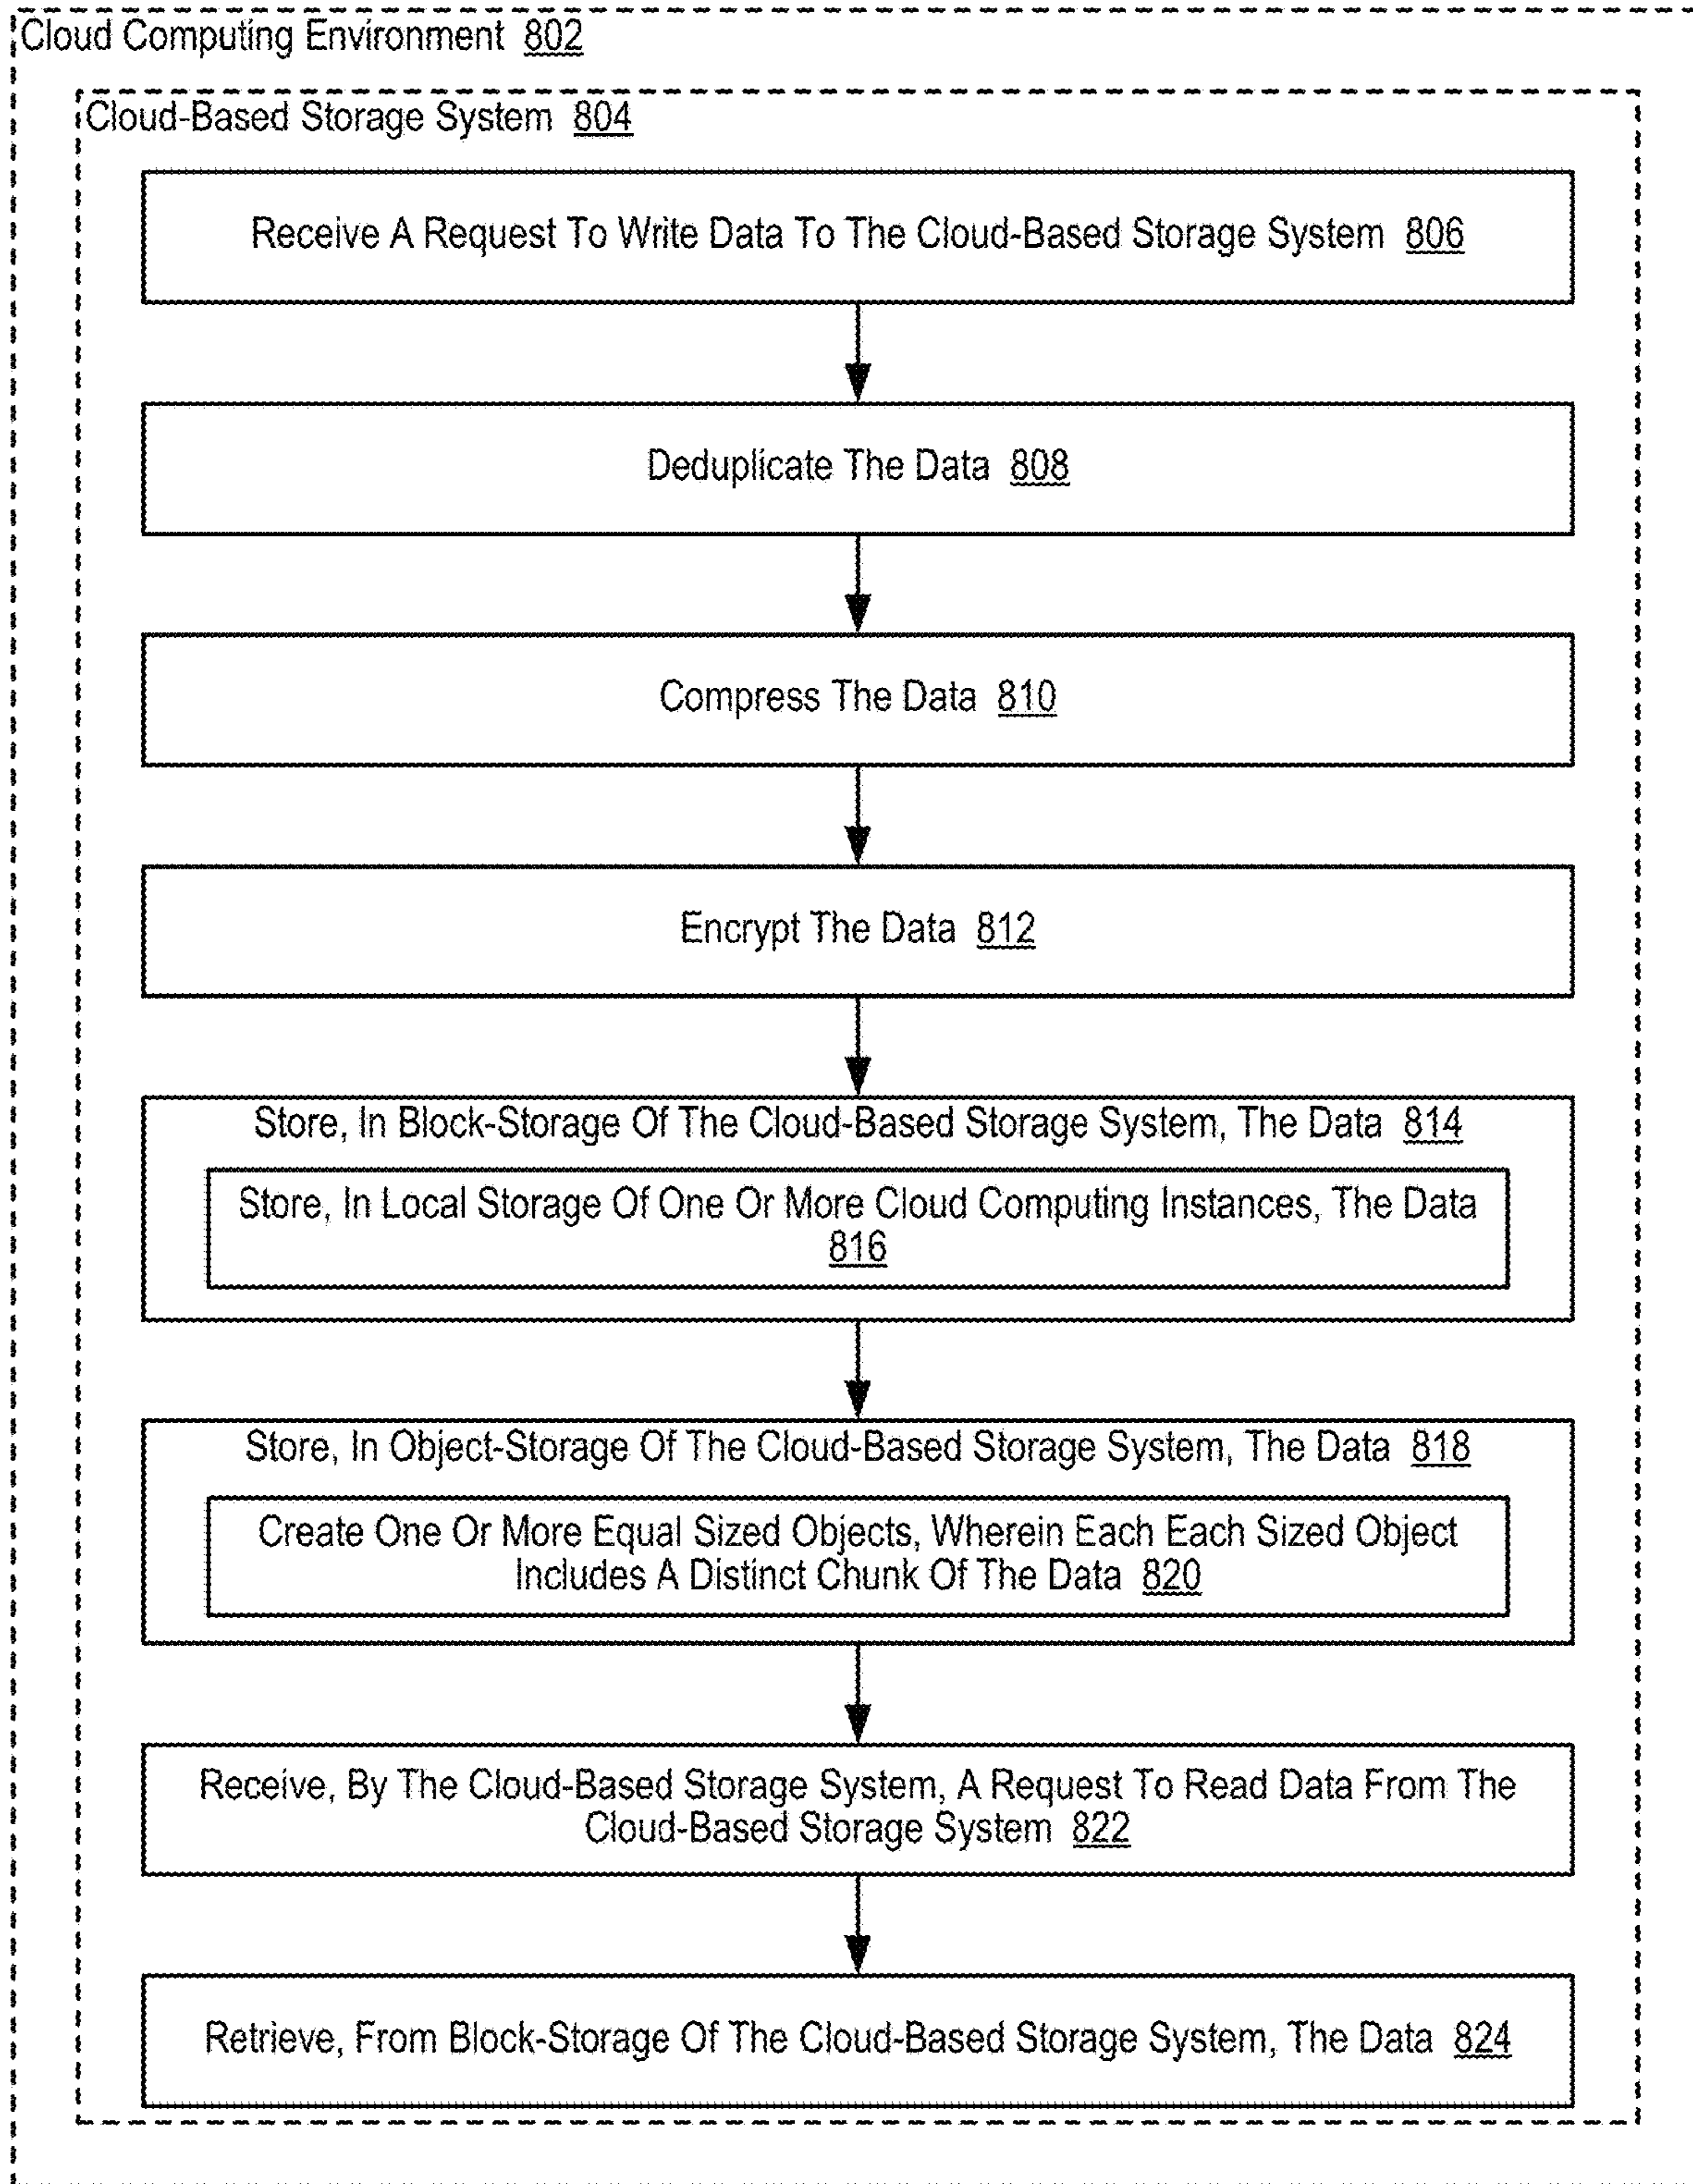 Cloud Computing Environment 802
Cloud-Based Storage System 804
Receive A Request To Write Data To The Cloud-Based Storage System 806
Deduplicate The Data 808
Compress The Data 810
Encrypt The Data 812
Store, In Block-Storage Of The Cloud-Based Storage System, The Data 814
Store, In Local Storage Of One Or More Cloud Computing Instances, The Data
816
Store, In Object-Storage Of The Cloud-Based Storage System, The Data 818
Create One Or More Equal Sized Objects, Wherein Each Each Sized Object
Includes A Distinct Chunk Of The Data 820
Receive, By The Cloud-Based Storage System, A Request To Read Data From The
Cloud-Based Storage System 822
Retrieve, From Block-Storage Of The Cloud-Based Storage System, The Data 824